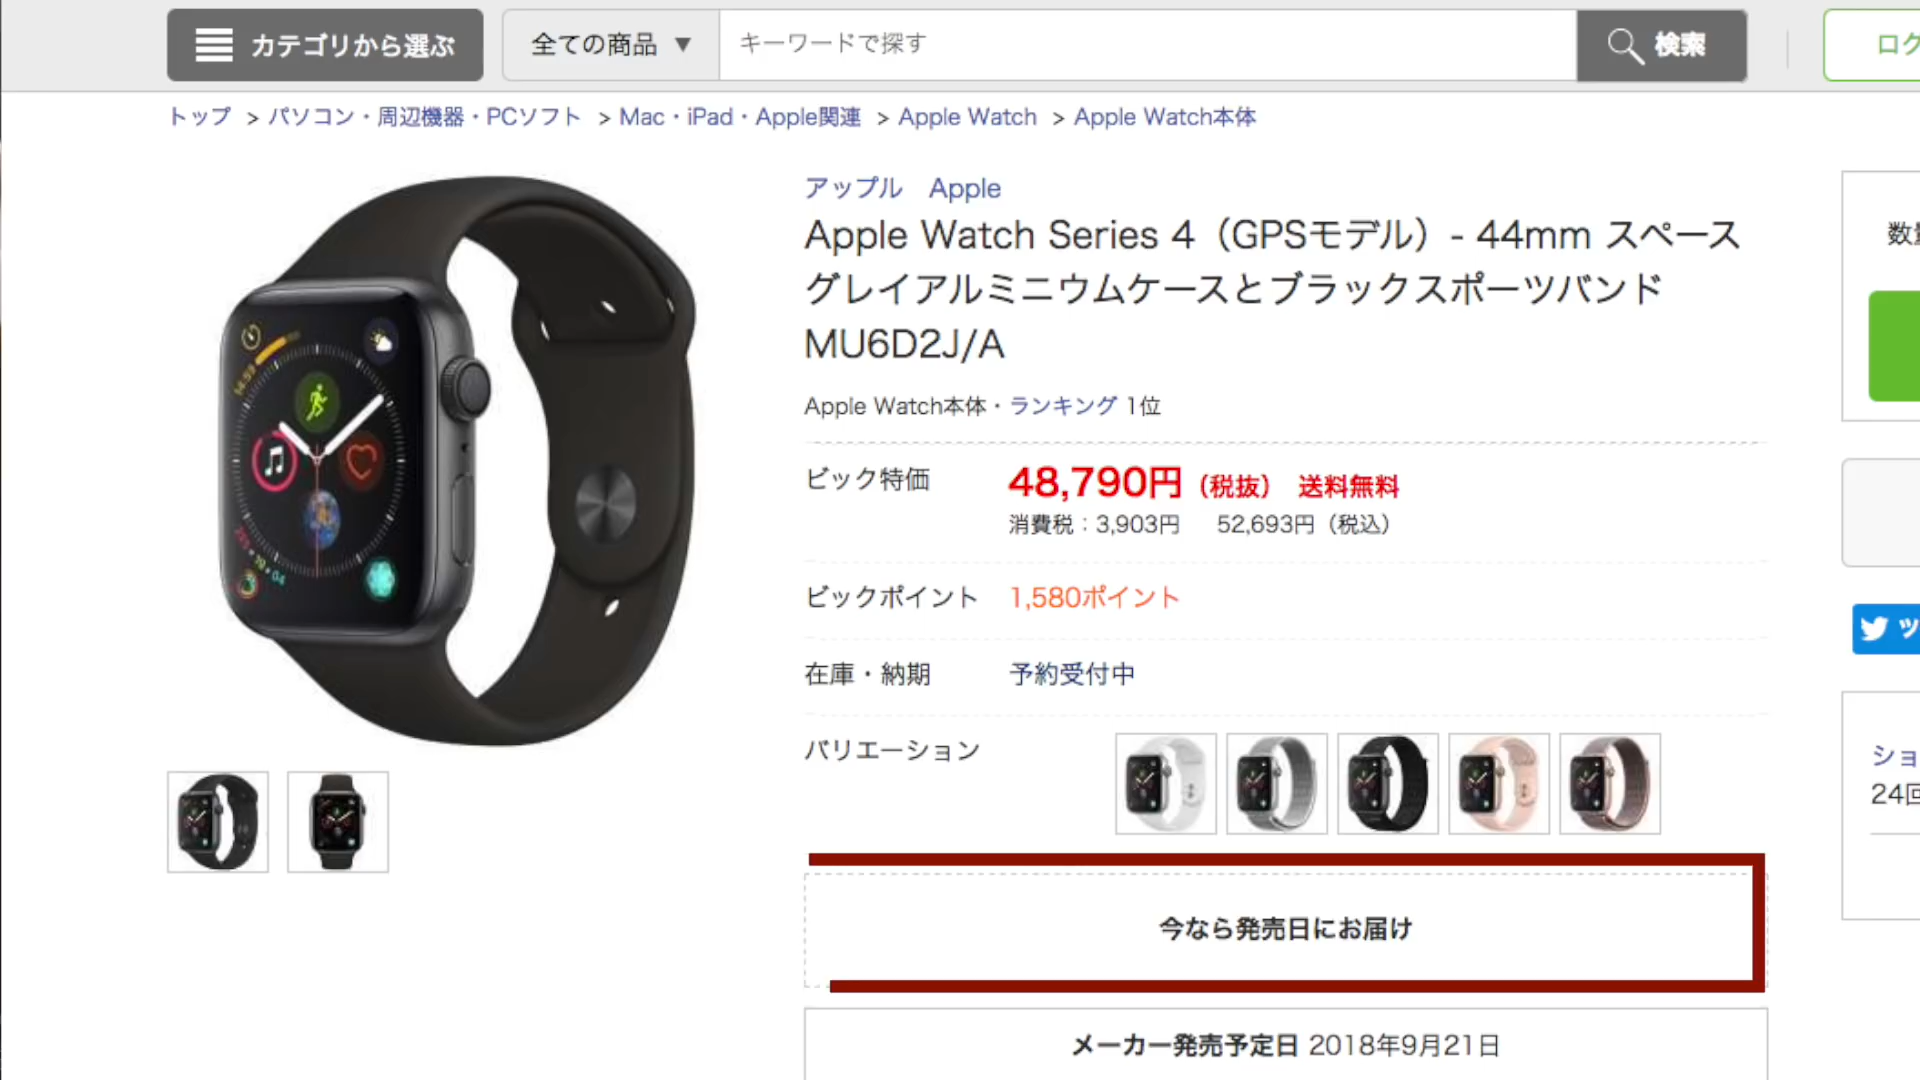 カテゴリから選ぶ
全ての商品 ▼
キーワードで探す
検索
トップ > パソコン・周辺機器・PCソフト > Mac・iPad・Apple関連 > Apple Watch > Apple Watch本体
アップル Apple
Apple Watch Series 4（GPSモデル）- 44mm スペース
グレイアルミニウムケースとブラックスポーツバンド
MU6D2J/A
Apple Watch本体・ランキング 1位
ビック特価 48,790円（税抜） 送料無料
消費税：3,903円 52,693円（税込）
ビックポイント 1,580ポイント
在庫・納期 予約受付中
バリエーション
今なら発売日にお届け
メーカー発売予定日 2018年9月21日
ログ
数量
ツ
ショ
24回